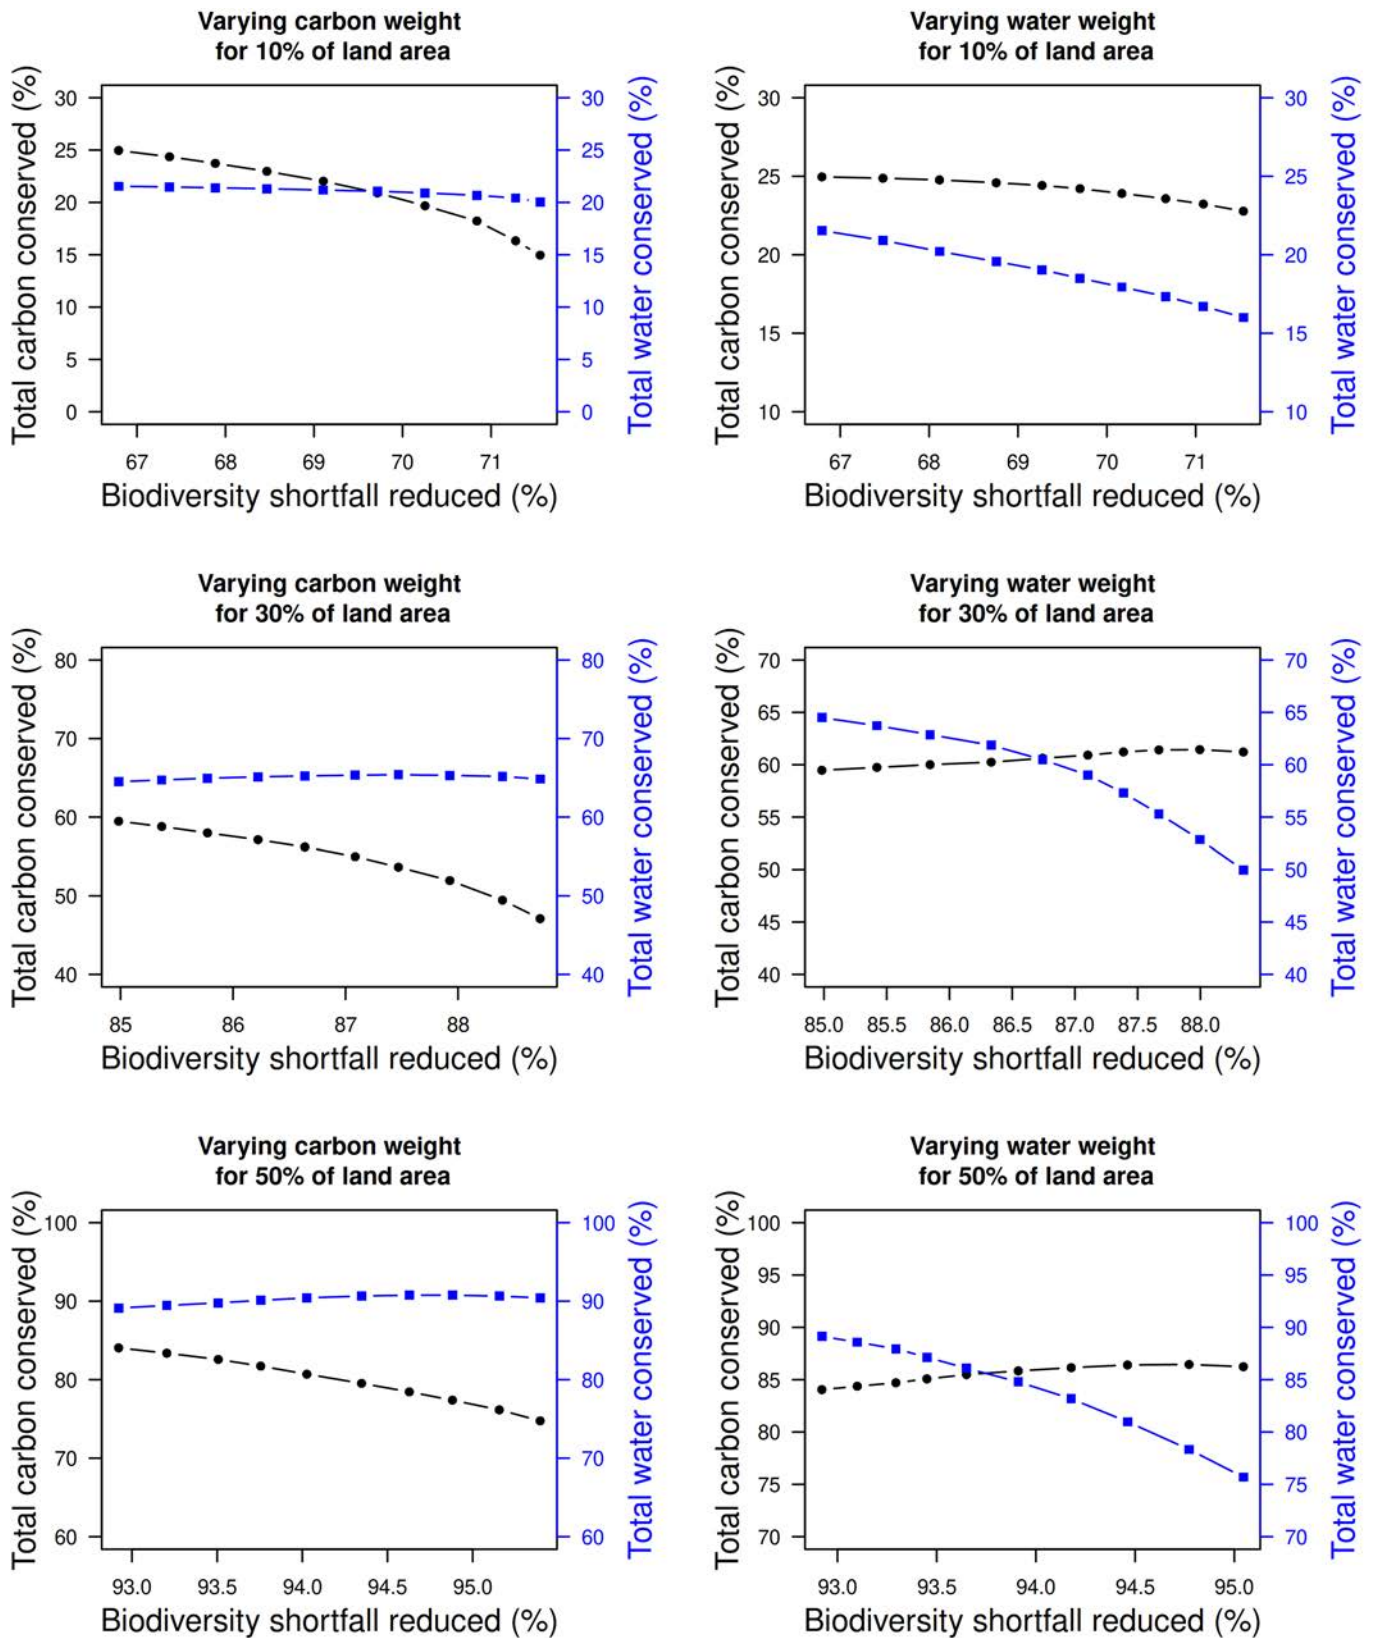 Varying carbon weight
for 10% of land area
Total carbon conserved (%)
30
25
20
15
10
5
0
30
25
20
15
10
5
0
Total water conserved (%)
67 68 69 70 71
Biodiversity shortfall reduced (%)
Varying water weight
for 10% of land area
Total carbon conserved (%)
30
25
20
15
10
30
25
20
15
10
Total water conserved (%)
67 68 69 70 71
Biodiversity shortfall reduced (%)
Varying carbon weight
for 30% of land area
Total carbon conserved (%)
80
70
60
50
40
80
70
60
50
40
Total water conserved (%)
85 86 87 88
Biodiversity shortfall reduced (%)
Varying water weight
for 30% of land area
Total carbon conserved (%)
70
65
60
55
50
45
40
70
65
60
55
50
45
40
Total water conserved (%)
85.0 85.5 86.0 86.5 87.0 87.5 88.0
Biodiversity shortfall reduced (%)
Varying carbon weight
for 50% of land area
Total carbon conserved (%)
100
90
80
70
60
100
90
80
70
60
Total water conserved (%)
93.0 93.5 94.0 94.5 95.0
Biodiversity shortfall reduced (%)
Varying water weight
for 50% of land area
Total carbon conserved (%)
100
95
90
85
80
75
70
100
95
90
85
80
75
70
Total water conserved (%)
93.0 93.5 94.0 94.5 95.0
Biodiversity shortfall reduced (%)